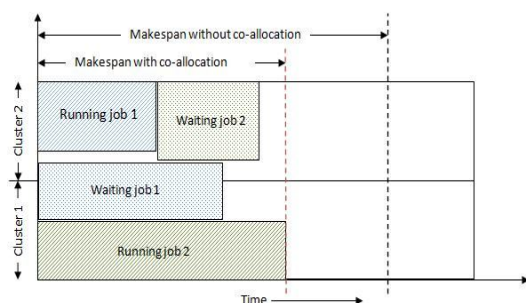 Makespan without co-allocation
Makespan with co-allocation
Cluster 2
Running job 1
Waiting job 2
Waiting job 1
Cluster 1
Running job 2
Time